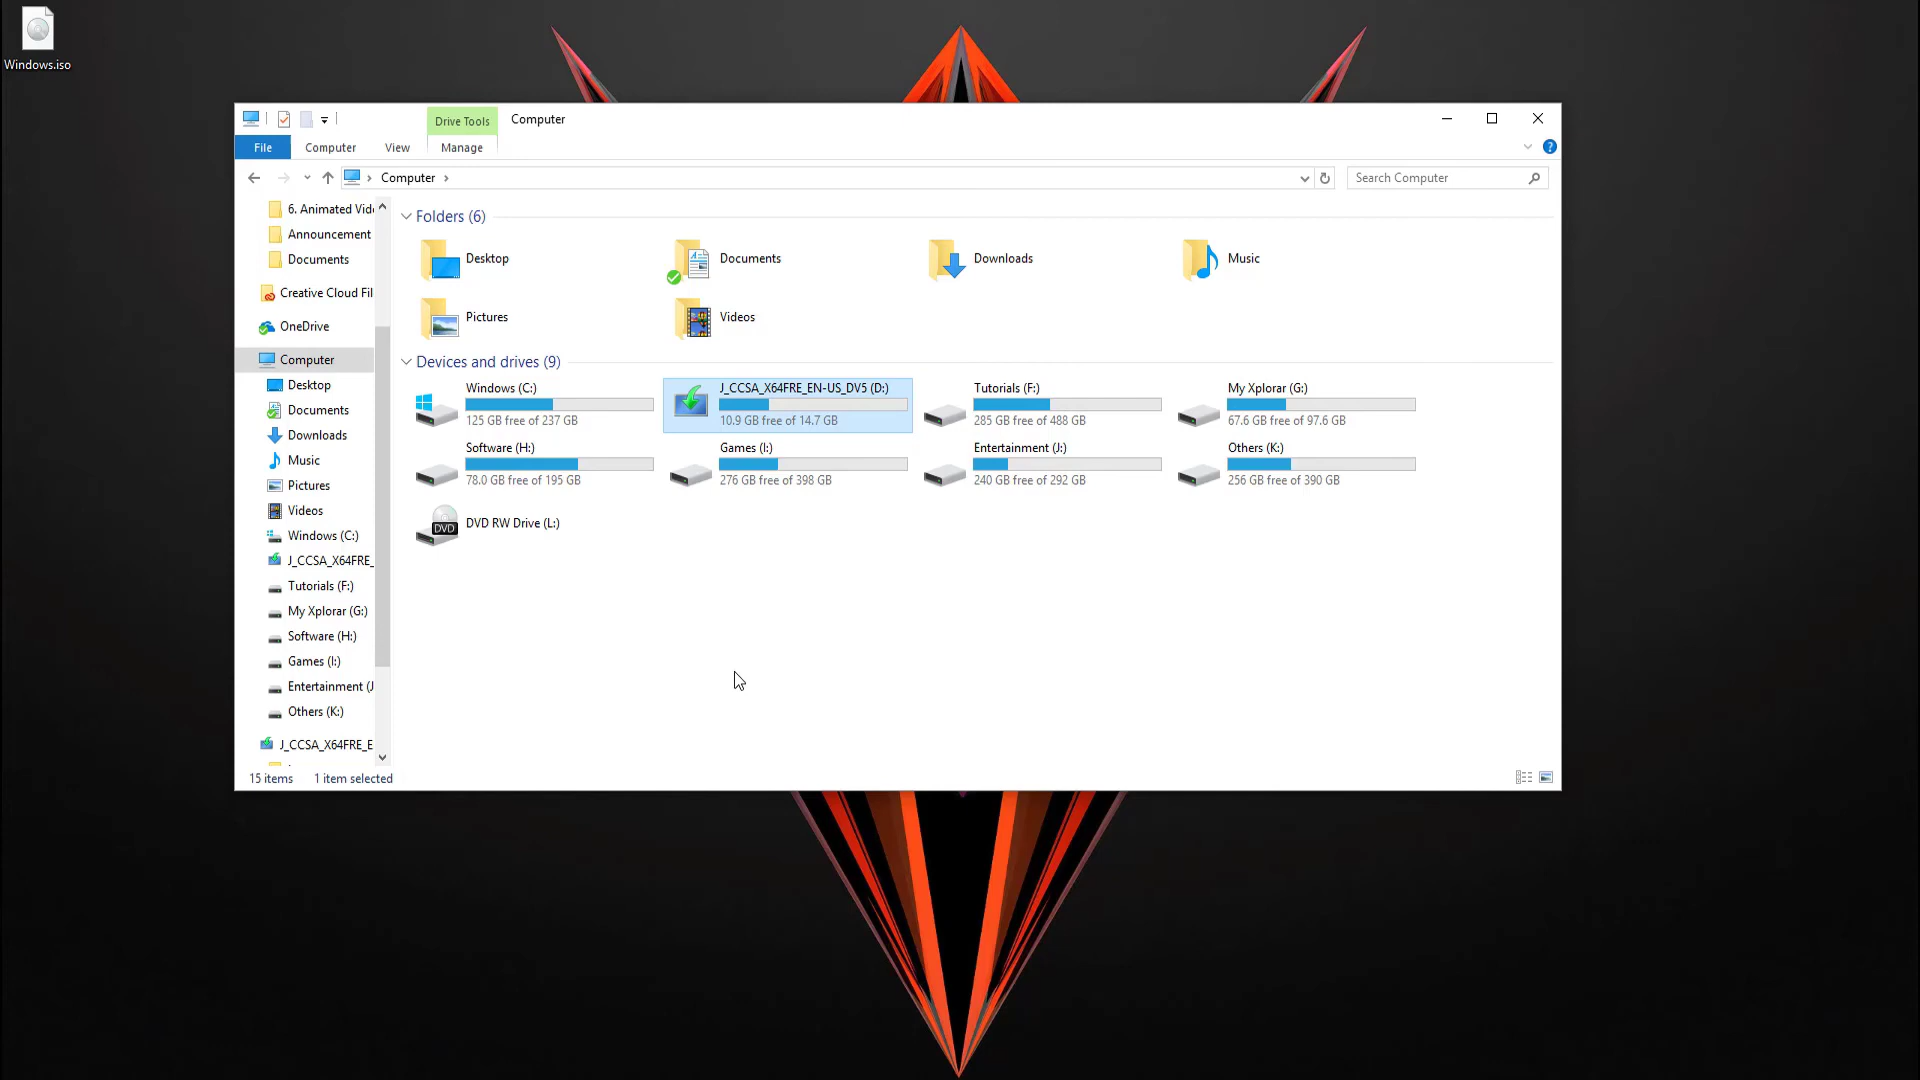 Windows.iso
Drive Tools
Computer
File
Computer
View
Manage
Computer
Search Computer
6. Animated Vide
Announcement
Documents
Creative Cloud Fil
OneDrive
Computer
Desktop
Documents
Downloads
Music
Pictures
Videos
Windows (C:)
J_CCSA_X64FRE_
Tutorials (F:)
My Xplorar (G:)
Software (H:)
Games (I:)
Entertainment (J
Others (K:)
J_CCSA_X64FRE_E
Folders (6)
Desktop
Documents
Downloads
Music
Pictures
Videos
Devices and drives (9)
Windows (C:)
125 GB free of 237 GB
J_CCSA_X64FRE_EN-US_DV5 (D:)
10.9 GB free of 14.7 GB
Tutorials (F:)
285 GB free of 488 GB
My Xplorar (G:)
67.6 GB free of 97.6 GB
Software (H:)
78.0 GB free of 195 GB
Games (I:)
276 GB free of 398 GB
Entertainment (J:)
240 GB free of 292 GB
Others (K:)
256 GB free of 390 GB
DVD
DVD RW Drive (L:)
15 items
1 item selected